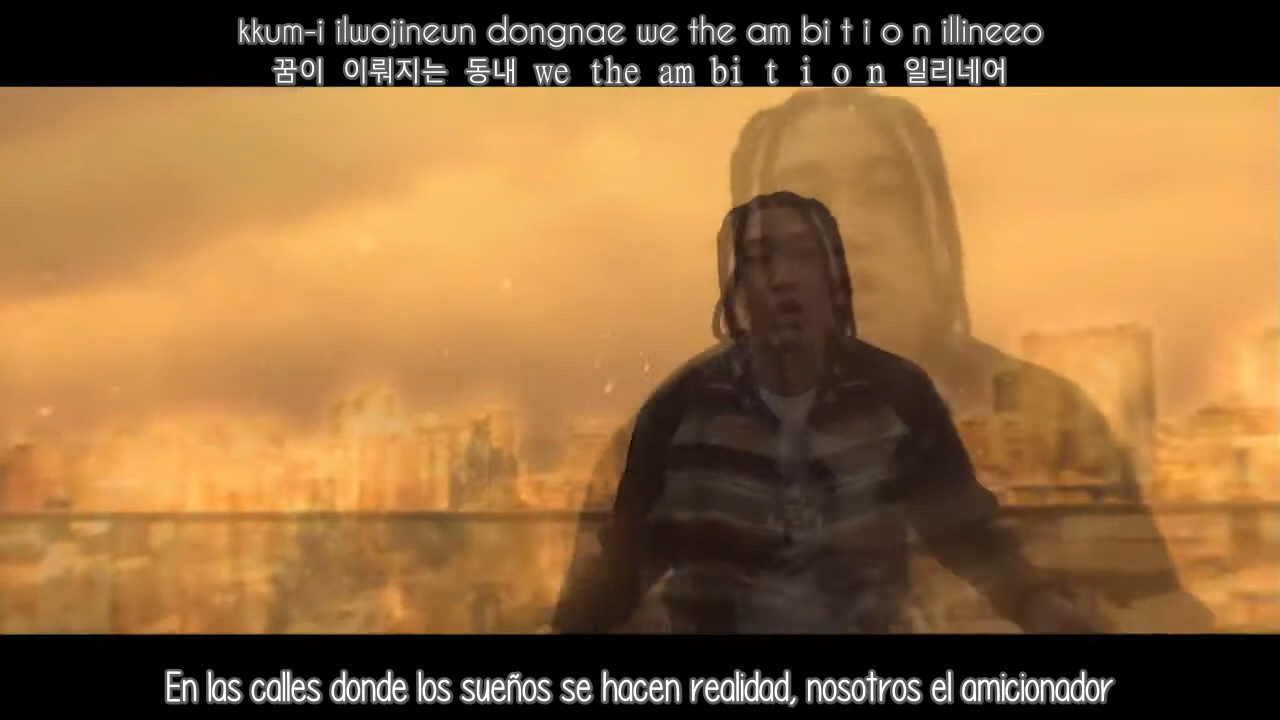 kkum-i ilwojineun dongnae we the am bi t i o n illineeo
꿈이 이뤄지는 동내 we the am bi t i o n 일리네어
En las calles donde los sueños se hacen realidad, nosotros el amicionador